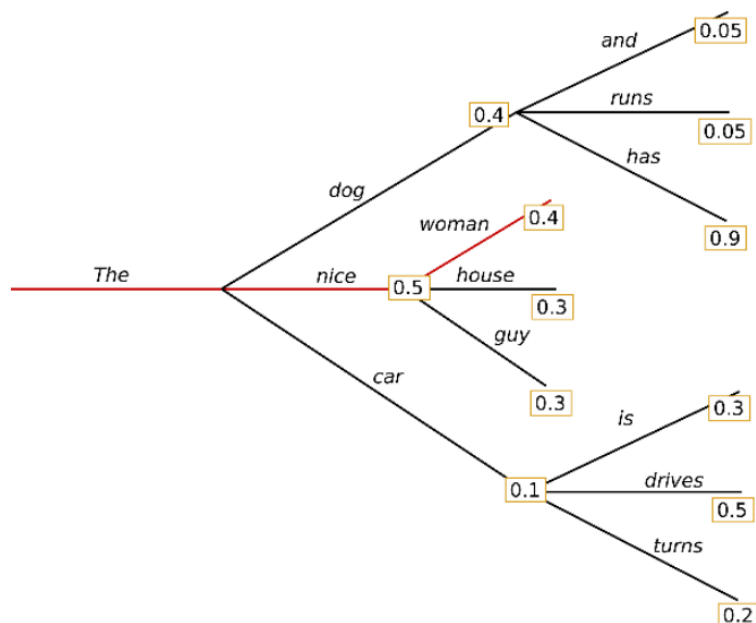 and
0.05
runs
0.05
has
0.9
0.4
dog
woman
0.4
The
nice
0.5
house
0.3
guy
0.3
car
is
0.3
0.1
drives
0.5
turns
0.2